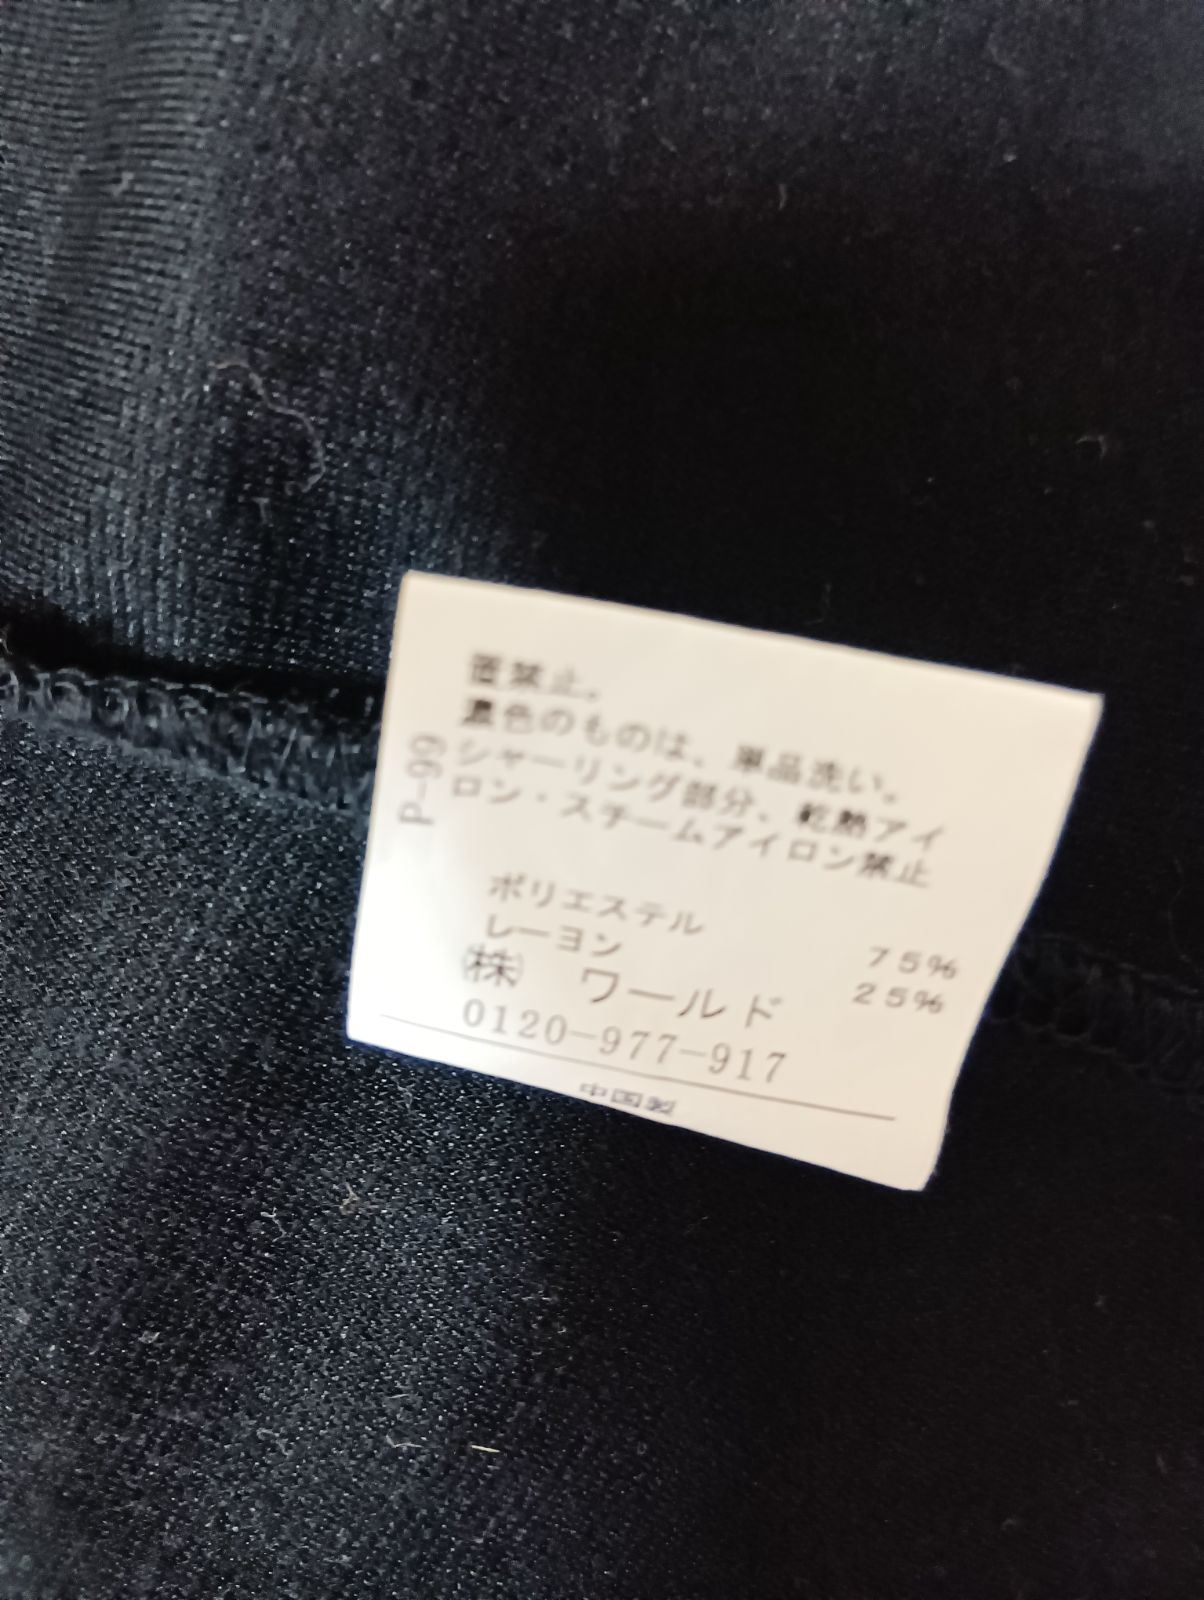 置禁止。
濃色のものは、単品洗い。
シャーリング部分、乾熱アイ
ロン・スチームアイロン禁止
P-99
ポリエステル 75%
レーヨン 25%
㈱ ワールド
0120-977-917
中国製